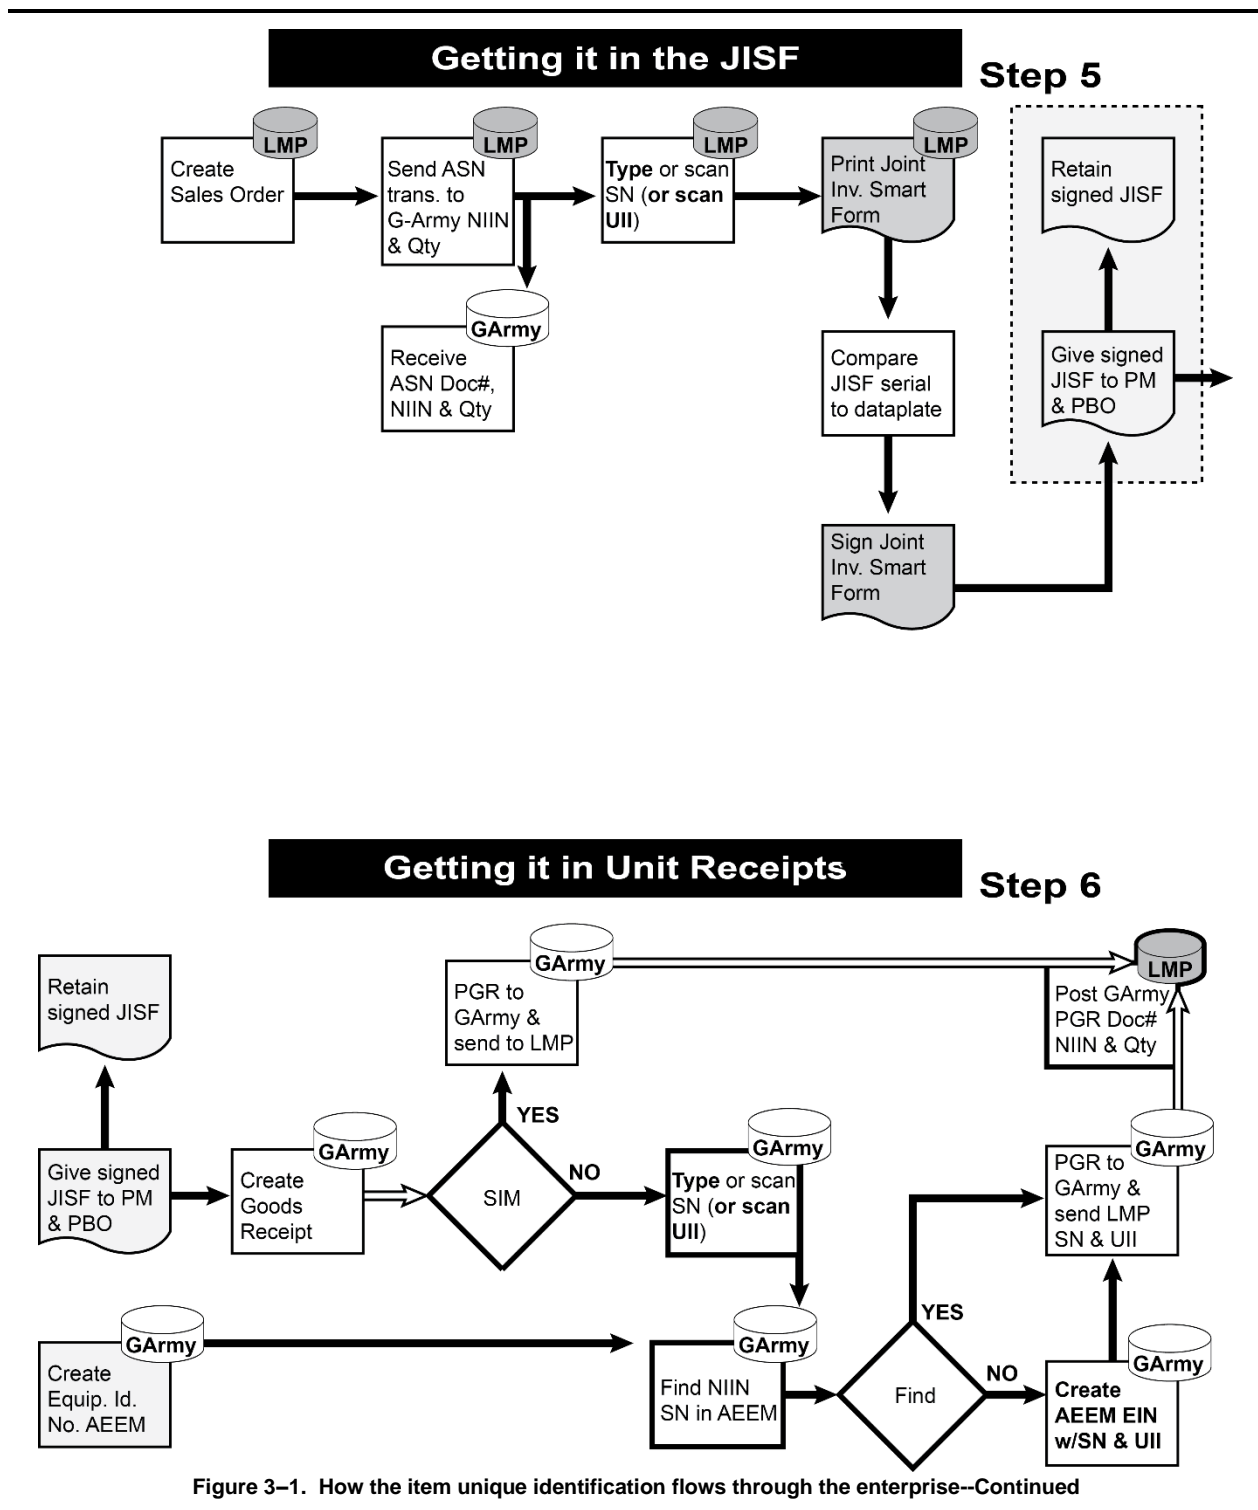 Getting it in the JISF
Step 5
LMP
Create
Sales Order
LMP
Send ASN
trans. to
G-Army NIIN
& Qty
LMP
Type or scan
SN (or scan
UII)
LMP
Print Joint
Inv. Smart
Form
Retain
signed JISF
GArmy
Receive
ASN Doc#,
NIIN & Qty
Compare
JISF serial
to dataplate
Give signed
JISF to PM
& PBO
Sign Joint
Inv. Smart
Form
Getting it in Unit Receipts
Step 6
Retain
signed JISF
GArmy
PGR to
GArmy &
send to LMP
LMP
Post GArmy
PGR Doc#
NIIN & Qty
YES
Give signed
JISF to PM
& PBO
GArmy
Create
Goods
Receipt
SIM
NO
GArmy
Type or scan
SN (or scan
UII)
GArmy
PGR to
GArmy &
send LMP
SN & UII
GArmy
Create
Equip. Id.
No. AEEM
GArmy
Find NIIN
SN in AEEM
YES
Find
NO
GArmy
Create
AEEM EIN
w/SN & UII
Figure 3–1. How the item unique identification flows through the enterprise--Continued